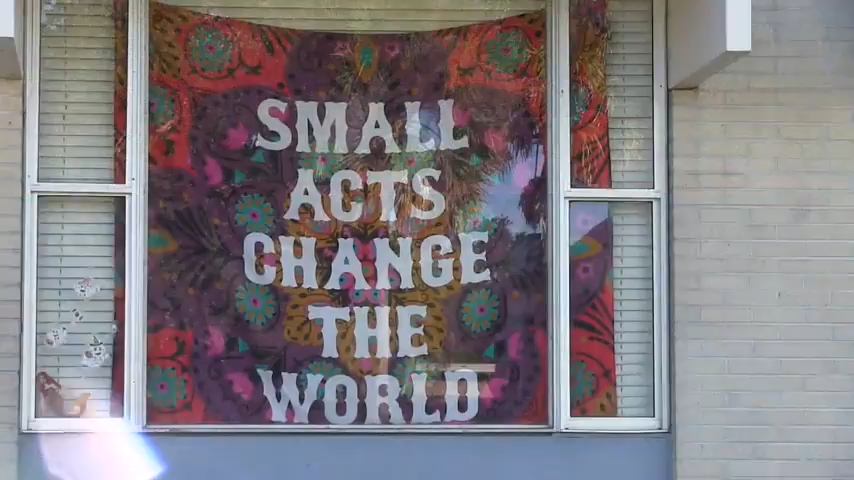 SMALL
ACTS
CHANGE
THE
WORLD